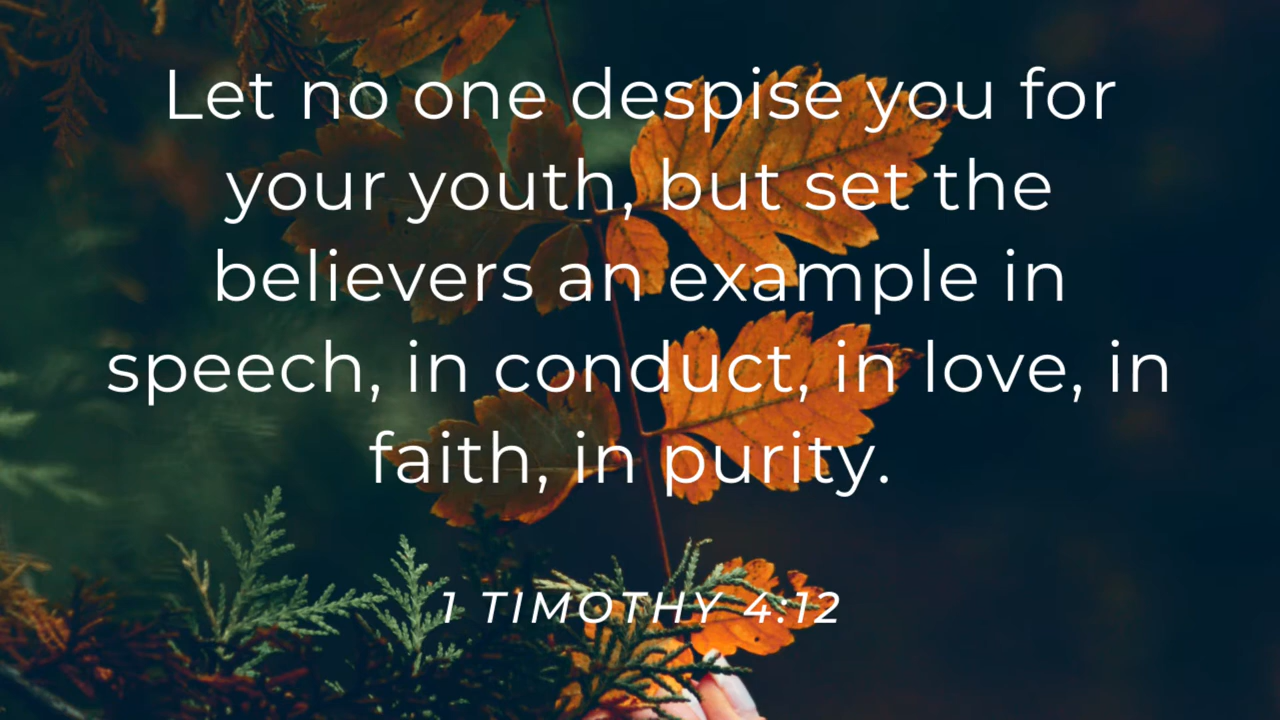 Let no one despise you for
your youth, but set the
believers an example in
speech, in conduct, in love, in
faith, in purity.
1 TIMOTHY 4:12